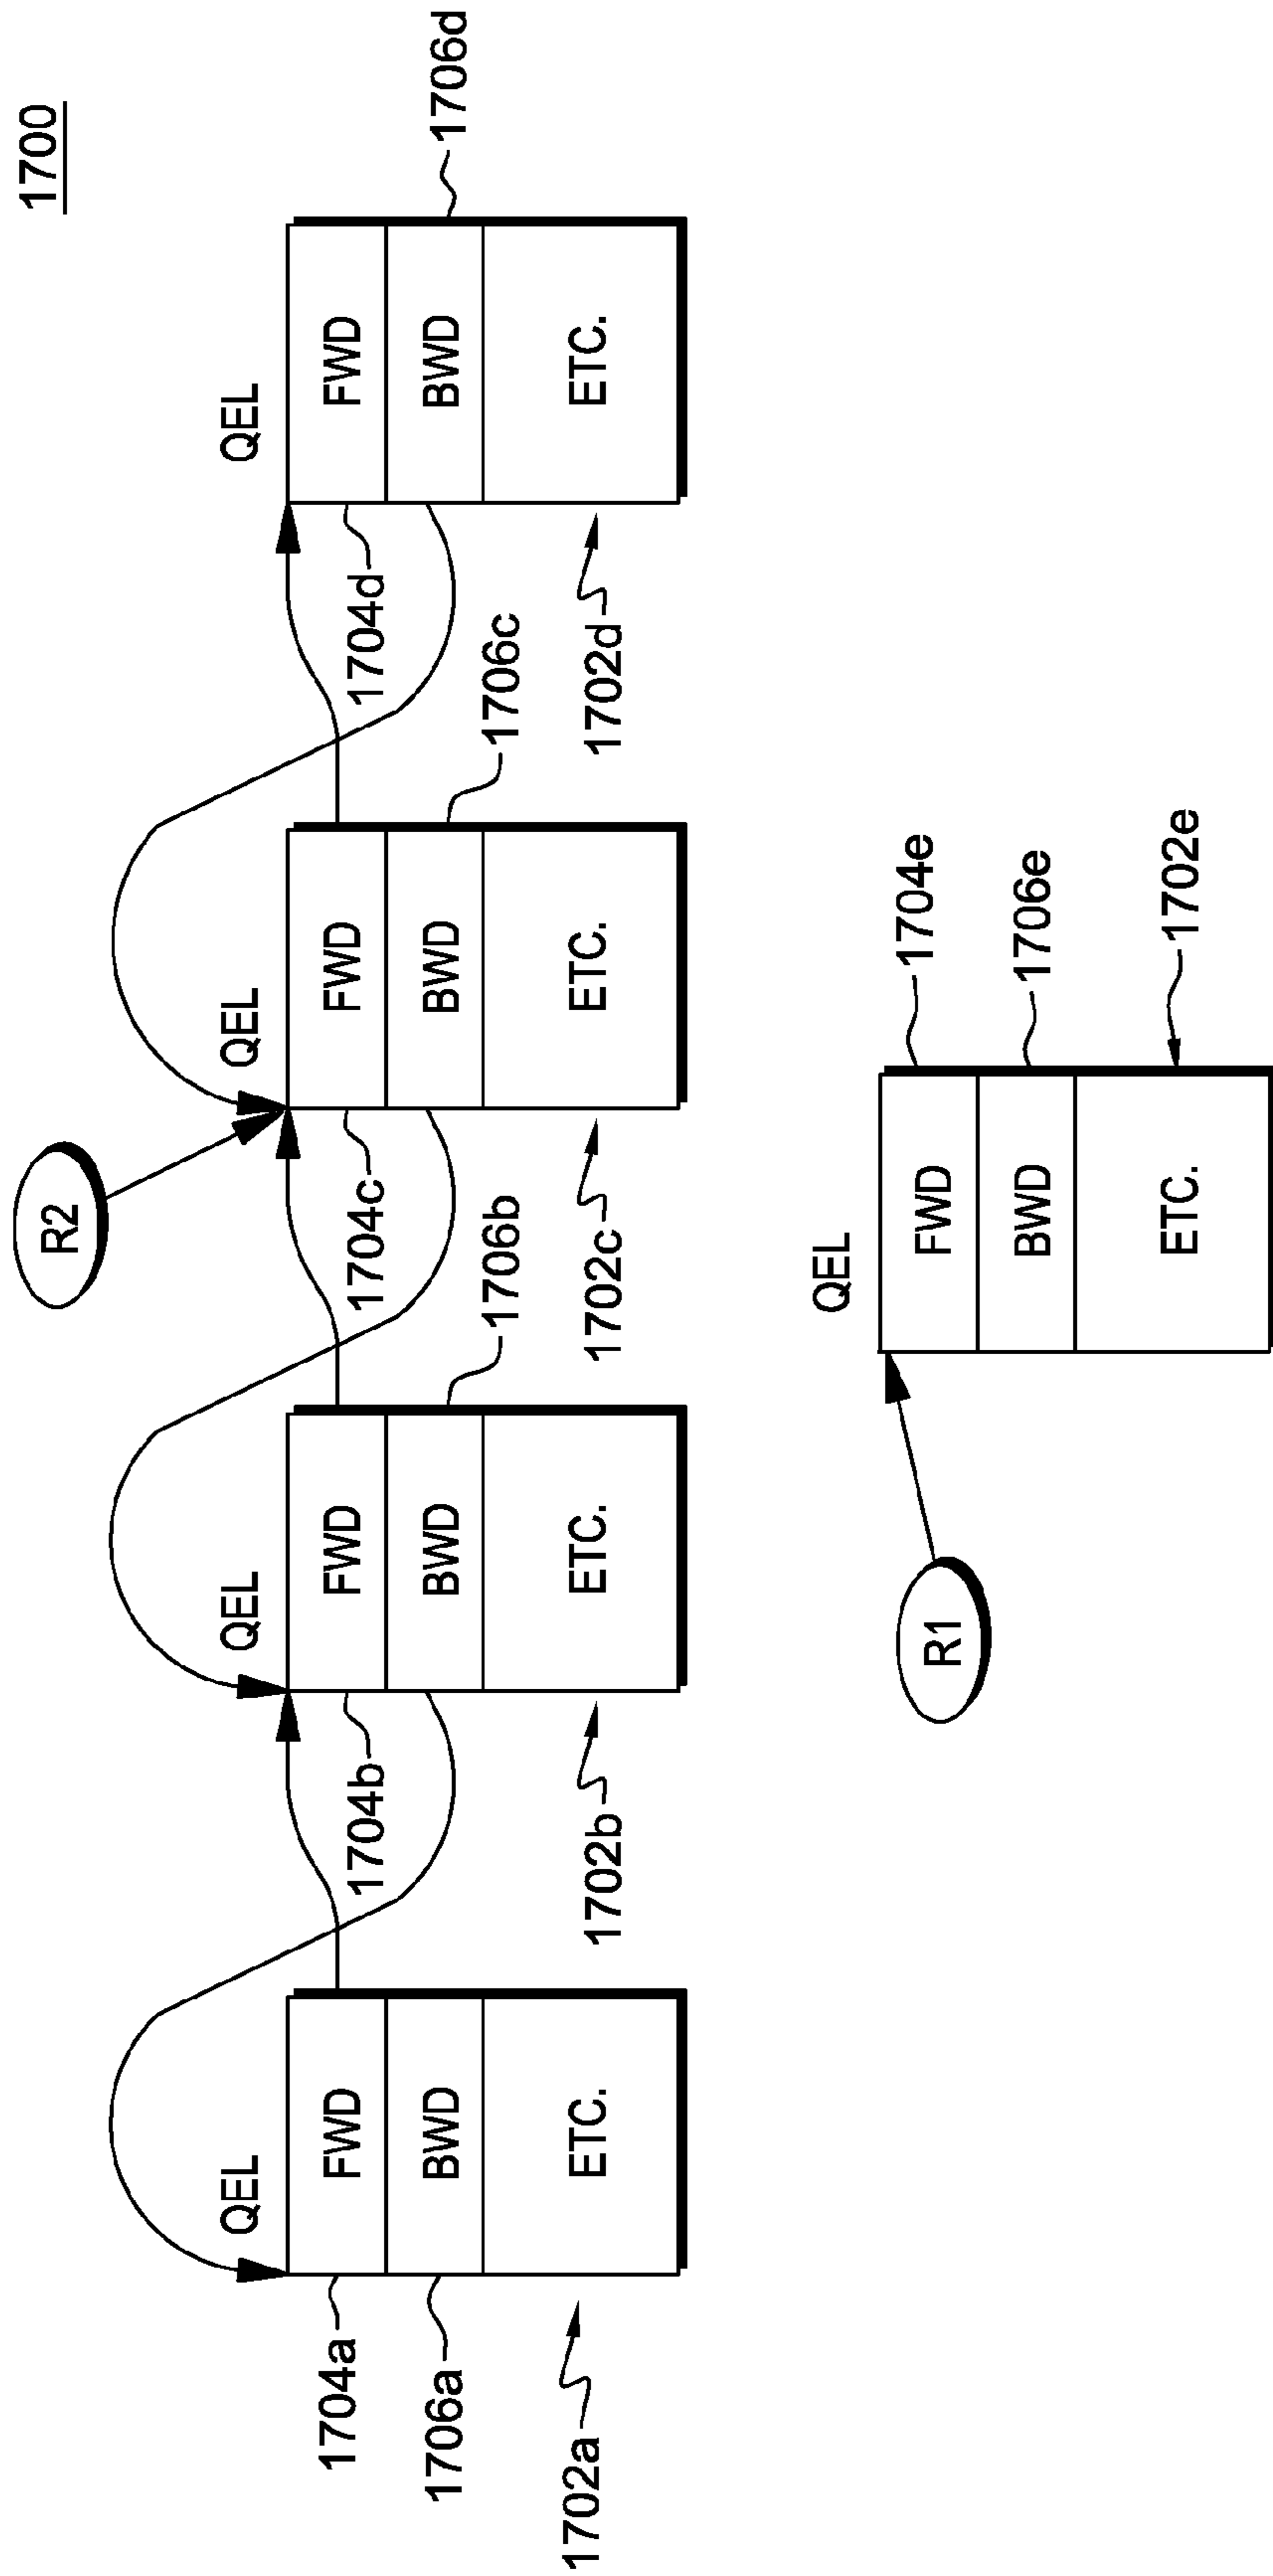 1700
R2
QEL
QEL
QEL
QEL
1704a
FWD
1704b
FWD
1704c
FWD
1704d
FWD
1706a
BWD
BWD
1706b
BWD
1706c
BWD
1706d
1702a
ETC.
1702b
ETC.
1702c
ETC.
1702d
ETC.
QEL
R1
FWD
1704e
BWD
1706e
ETC.
1702e